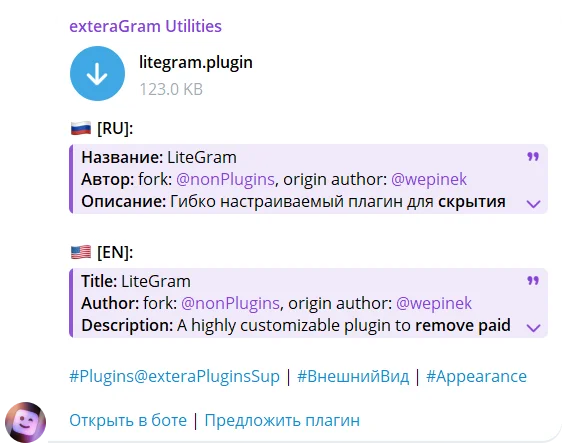 exteraGram Utilities
litegram.plugin
123.0 KB
[RU]:
Название: LiteGram
Автор: fork: @nonPlugins, origin author: @wepinek
Описание: Гибко настраиваемый плагин для скрытия
[EN]:
Title: LiteGram
Author: fork: @nonPlugins, origin author: @wepinek
Description: A highly customizable plugin to remove paid
#Plugins@exteraPluginsSup | #ВнешнийВид | #Appearance
Открыть в боте | Предложить плагин